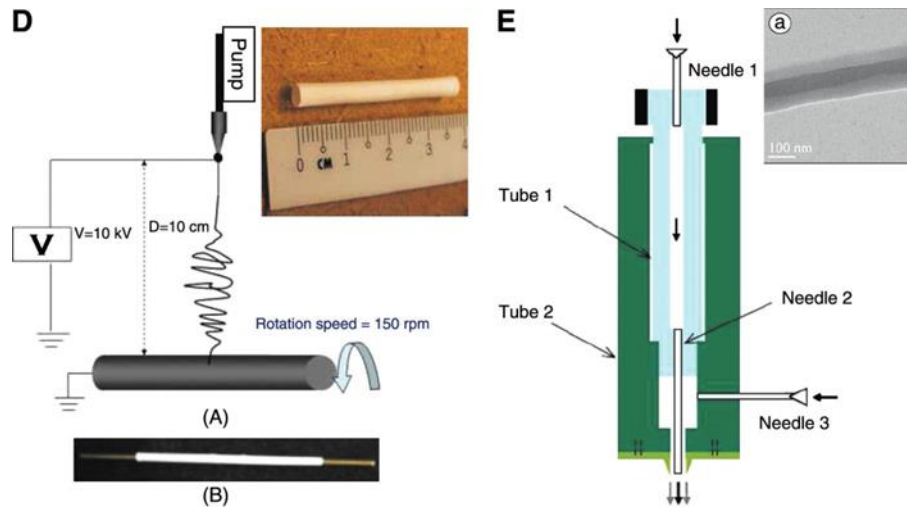 D
Pump
0 CM 1 2 3 4
V
V=10 kV
D=10 cm
Rotation speed = 150 rpm
(A)
(B)
E
a
100 nm
Needle 1
Tube 1
Tube 2
Needle 2
Needle 3